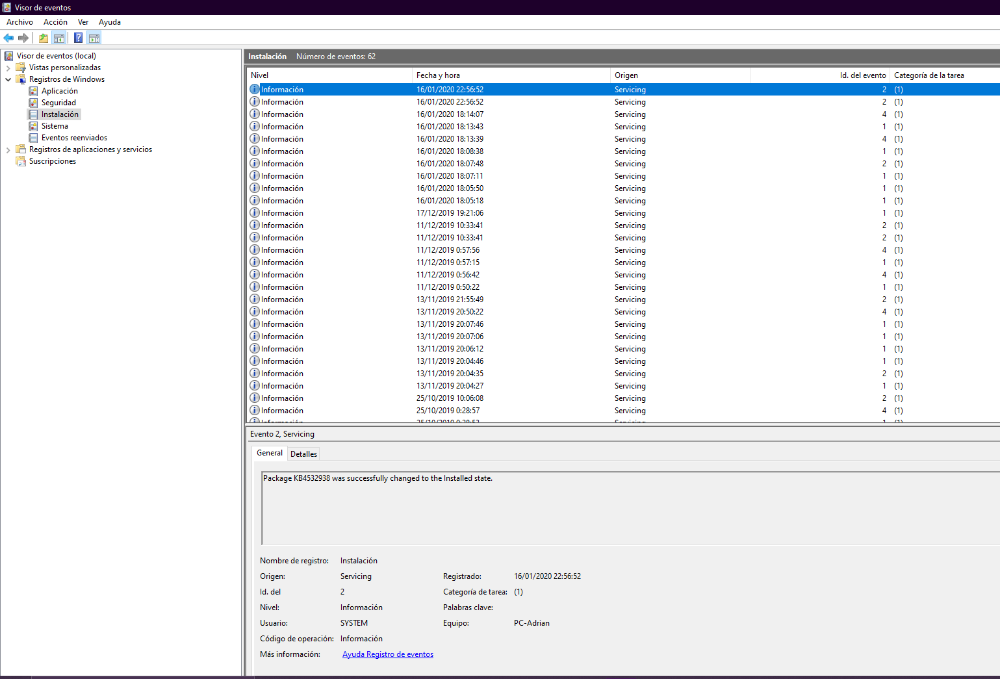 Visor de eventos
Archivo Acción Ver Ayuda
Visor de eventos (local)
Vistas personalizadas
Registros de Windows
Aplicación
Seguridad
Instalación
Sistema
Eventos reenviados
Registros de aplicaciones y servicios
Suscripciones
Instalación Número de eventos: 62
Nivel Fecha y hora Origen Id. del evento Categoría de la tarea
Información 16/01/2020 22:56:52 Servicing 2 (1)
Información 16/01/2020 22:56:52 Servicing 2 (1)
Información 16/01/2020 18:14:07 Servicing 4 (1)
Información 16/01/2020 18:13:43 Servicing 1 (1)
Información 16/01/2020 18:13:39 Servicing 4 (1)
Información 16/01/2020 18:08:38 Servicing 1 (1)
Información 16/01/2020 18:07:48 Servicing 2 (1)
Información 16/01/2020 18:07:11 Servicing 1 (1)
Información 16/01/2020 18:05:50 Servicing 1 (1)
Información 16/01/2020 18:05:18 Servicing 1 (1)
Información 17/12/2019 19:21:06 Servicing 1 (1)
Información 11/12/2019 10:33:41 Servicing 2 (1)
Información 11/12/2019 10:33:41 Servicing 2 (1)
Información 11/12/2019 0:57:56 Servicing 4 (1)
Información 11/12/2019 0:57:15 Servicing 1 (1)
Información 11/12/2019 0:56:42 Servicing 4 (1)
Información 11/12/2019 0:50:22 Servicing 1 (1)
Información 13/11/2019 21:55:49 Servicing 2 (1)
Información 13/11/2019 20:50:22 Servicing 4 (1)
Información 13/11/2019 20:07:46 Servicing 1 (1)
Información 13/11/2019 20:07:06 Servicing 1 (1)
Información 13/11/2019 20:06:12 Servicing 1 (1)
Información 13/11/2019 20:04:46 Servicing 1 (1)
Información 13/11/2019 20:04:35 Servicing 2 (1)
Información 13/11/2019 20:04:27 Servicing 1 (1)
Información 25/10/2019 10:06:08 Servicing 2 (1)
Información 25/10/2019 0:28:57 Servicing 4 (1)
Evento 2, Servicing
General Detalles
Package KB4532938 was successfully changed to the Installed state.
Nombre de registro: Instalación
Origen: Servicing Registrado: 16/01/2020 22:56:52
Id. del 2 Categoría de tarea: (1)
Nivel: Información Palabras clave:
Usuario: SYSTEM Equipo: PC-Adrian
Código de operación: Información
Más información: Ayuda Registro de eventos